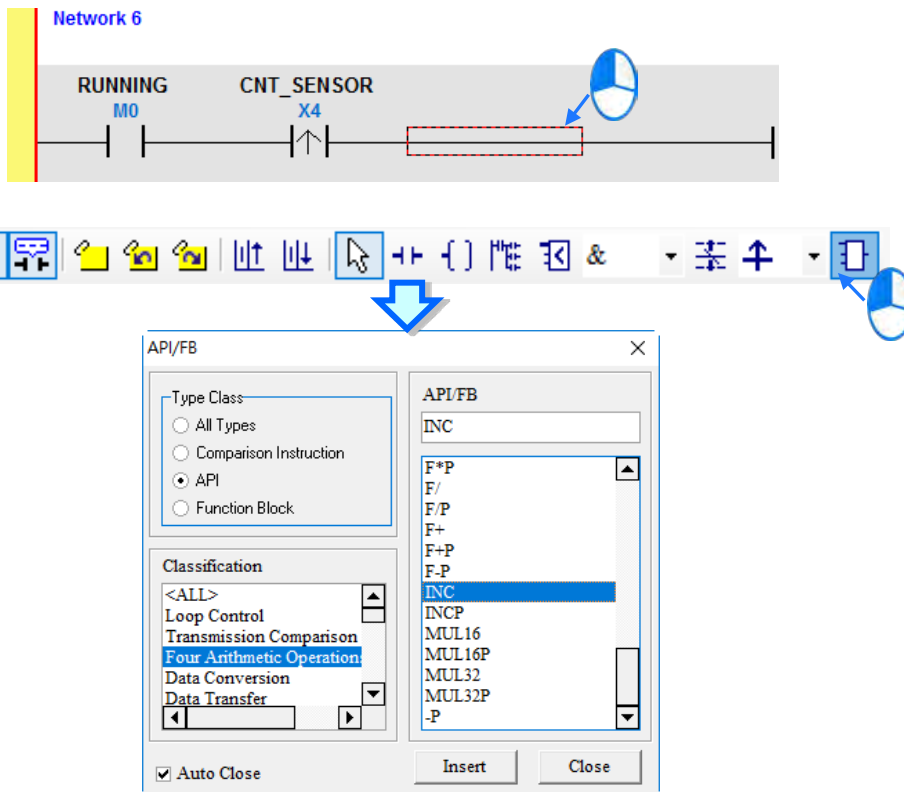 Network 6
RUNNING CNT_SENSOR
M0 X4
&
API/FB
Type Class
All Types
Comparison Instruction
API
Function Block
Classification
<ALL>
Loop Control
Transmission Comparison
Four Arithmetic Operation
Data Conversion
Data Transfer
Auto Close
API/FB
INC
F*P
F/
F/P
F+
F+P
F-P
INC
INCP
MUL16
MUL16P
MUL32
MUL32P
-P
Insert Close